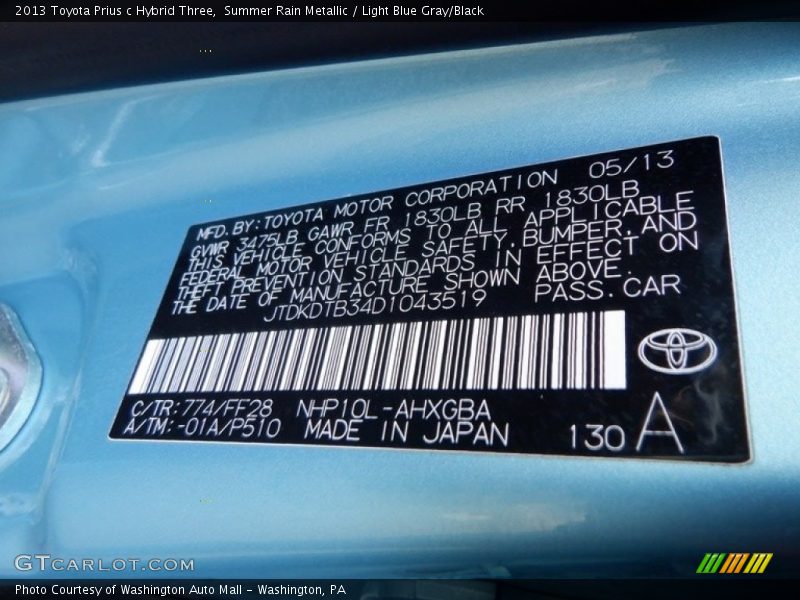 2013 Toyota Prius c Hybrid Three, Summer Rain Metallic / Light Blue Gray/Black
MFD.BY:TOYOTA MOTOR CORPORATION 05/13
GVWR 3475LB GAWR FR 1830LB RR 1830LB
THIS VEHICLE CONFORMS TO ALL APPLICABLE
FEDERAL MOTOR VEHICLE SAFETY,BUMPER,AND
THEFT PREVENTION STANDARDS IN EFFECT ON
THE DATE OF MANUFACTURE SHOWN ABOVE.
JTDKDTB34D1043519 PASS.CAR
C/TR:774/FF28 NHP10L-AHXGBA
A/TM:-01A/P510 MADE IN JAPAN 130 A
GTCARLOT.COM
Photo Courtesy of Washington Auto Mall - Washington, PA